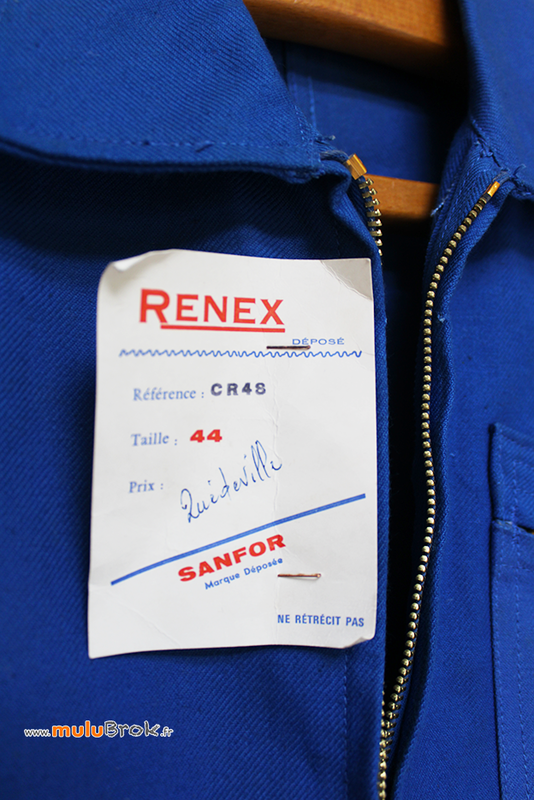 RENEX
DÉPOSÉ
Référence : CR48
Taille : 44
Prix : Quideville
SANFOR
Marque Déposée
NE RÉTRÉCIT PAS
www.muluBrok.fr